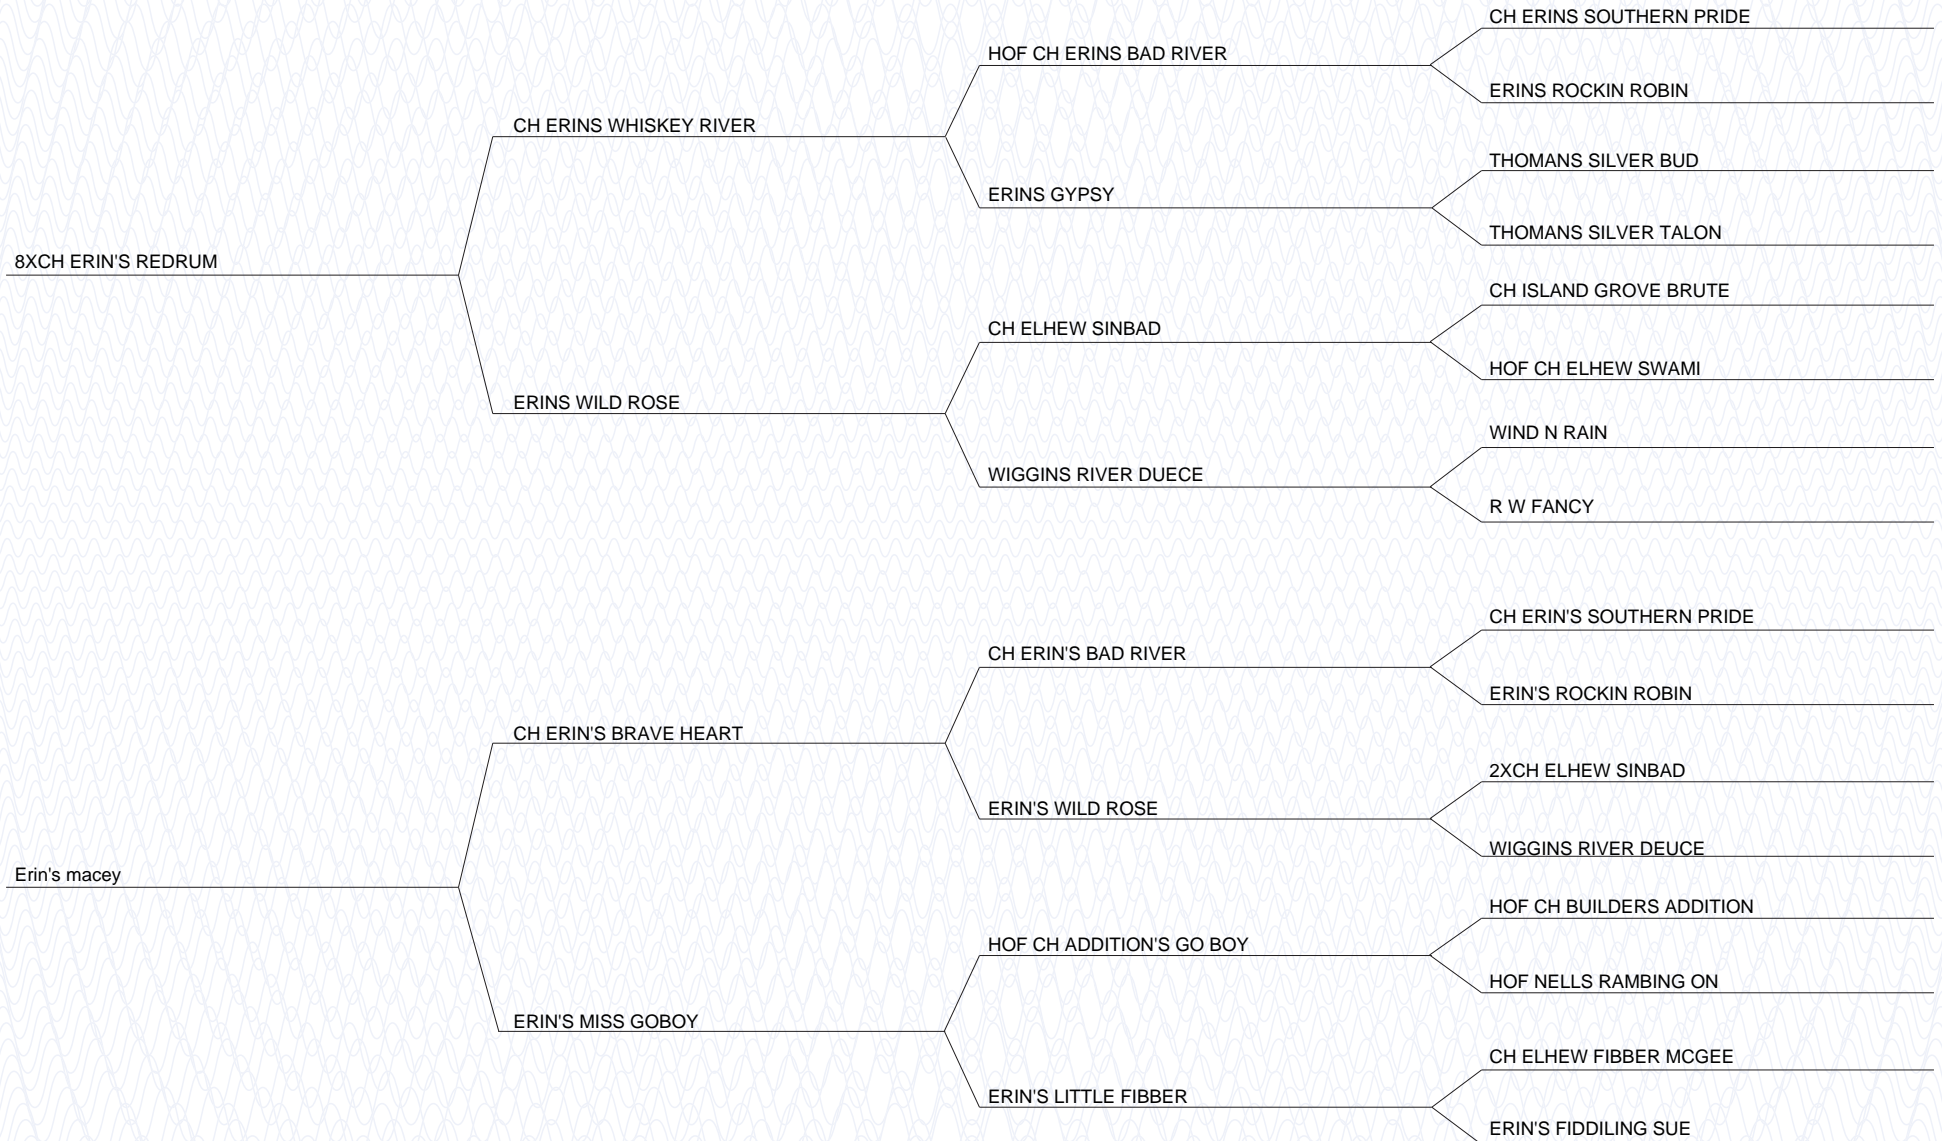 CH ERINS SOUTHERN PRIDE
HOF CH ERINS BAD RIVER
ERINS ROCKIN ROBIN
CH ERINS WHISKEY RIVER
THOMANS SILVER BUD
ERINS GYPSY
THOMANS SILVER TALON
8XCH ERIN'S REDRUM
CH ISLAND GROVE BRUTE
CH ELHEW SINBAD
HOF CH ELHEW SWAMI
ERINS WILD ROSE
WIND N RAIN
WIGGINS RIVER DUECE
R W FANCY
CH ERIN'S SOUTHERN PRIDE
CH ERIN'S BAD RIVER
ERIN'S ROCKIN ROBIN
CH ERIN'S BRAVE HEART
2XCH ELHEW SINBAD
ERIN'S WILD ROSE
WIGGINS RIVER DEUCE
Erin's macey
HOF CH BUILDERS ADDITION
HOF CH ADDITION'S GO BOY
HOF NELLS RAMBING ON
ERIN'S MISS GOBOY
CH ELHEW FIBBER MCGEE
ERIN'S LITTLE FIBBER
ERIN'S FIDDILING SUE